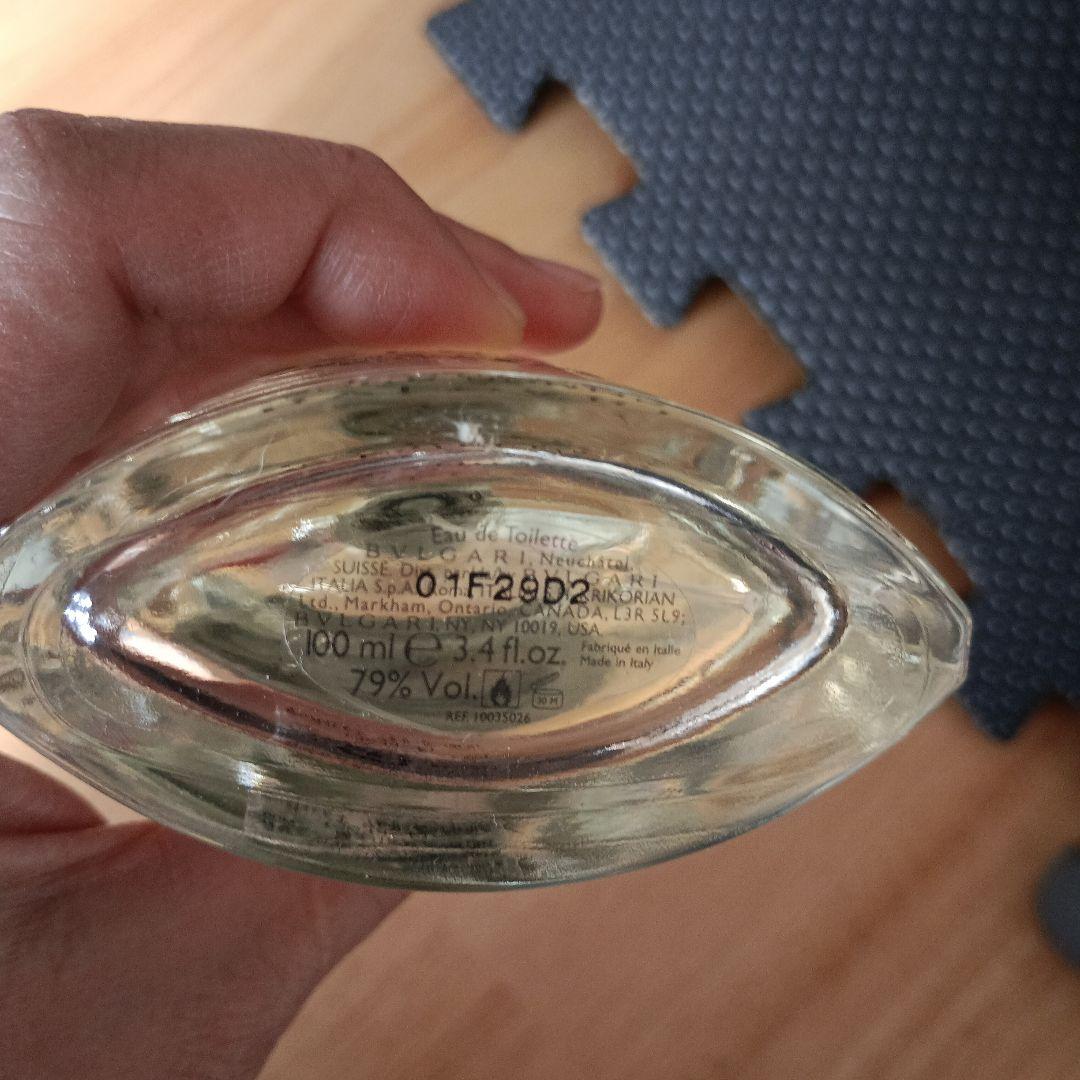 Eau de Toilette
BVLGARI, Neuchâtel,
SUISSE
01F29D2
ITALIA S.p.A.
Ltd., Markham, Ontario, CANADA, L3R 5L9;
BVLGARI, NY, NY 10019, USA
100 ml e 3.4 fl.oz.
Fabriqué en Italie
Made in Italy
79% Vol.
30 M
REF. 10035026